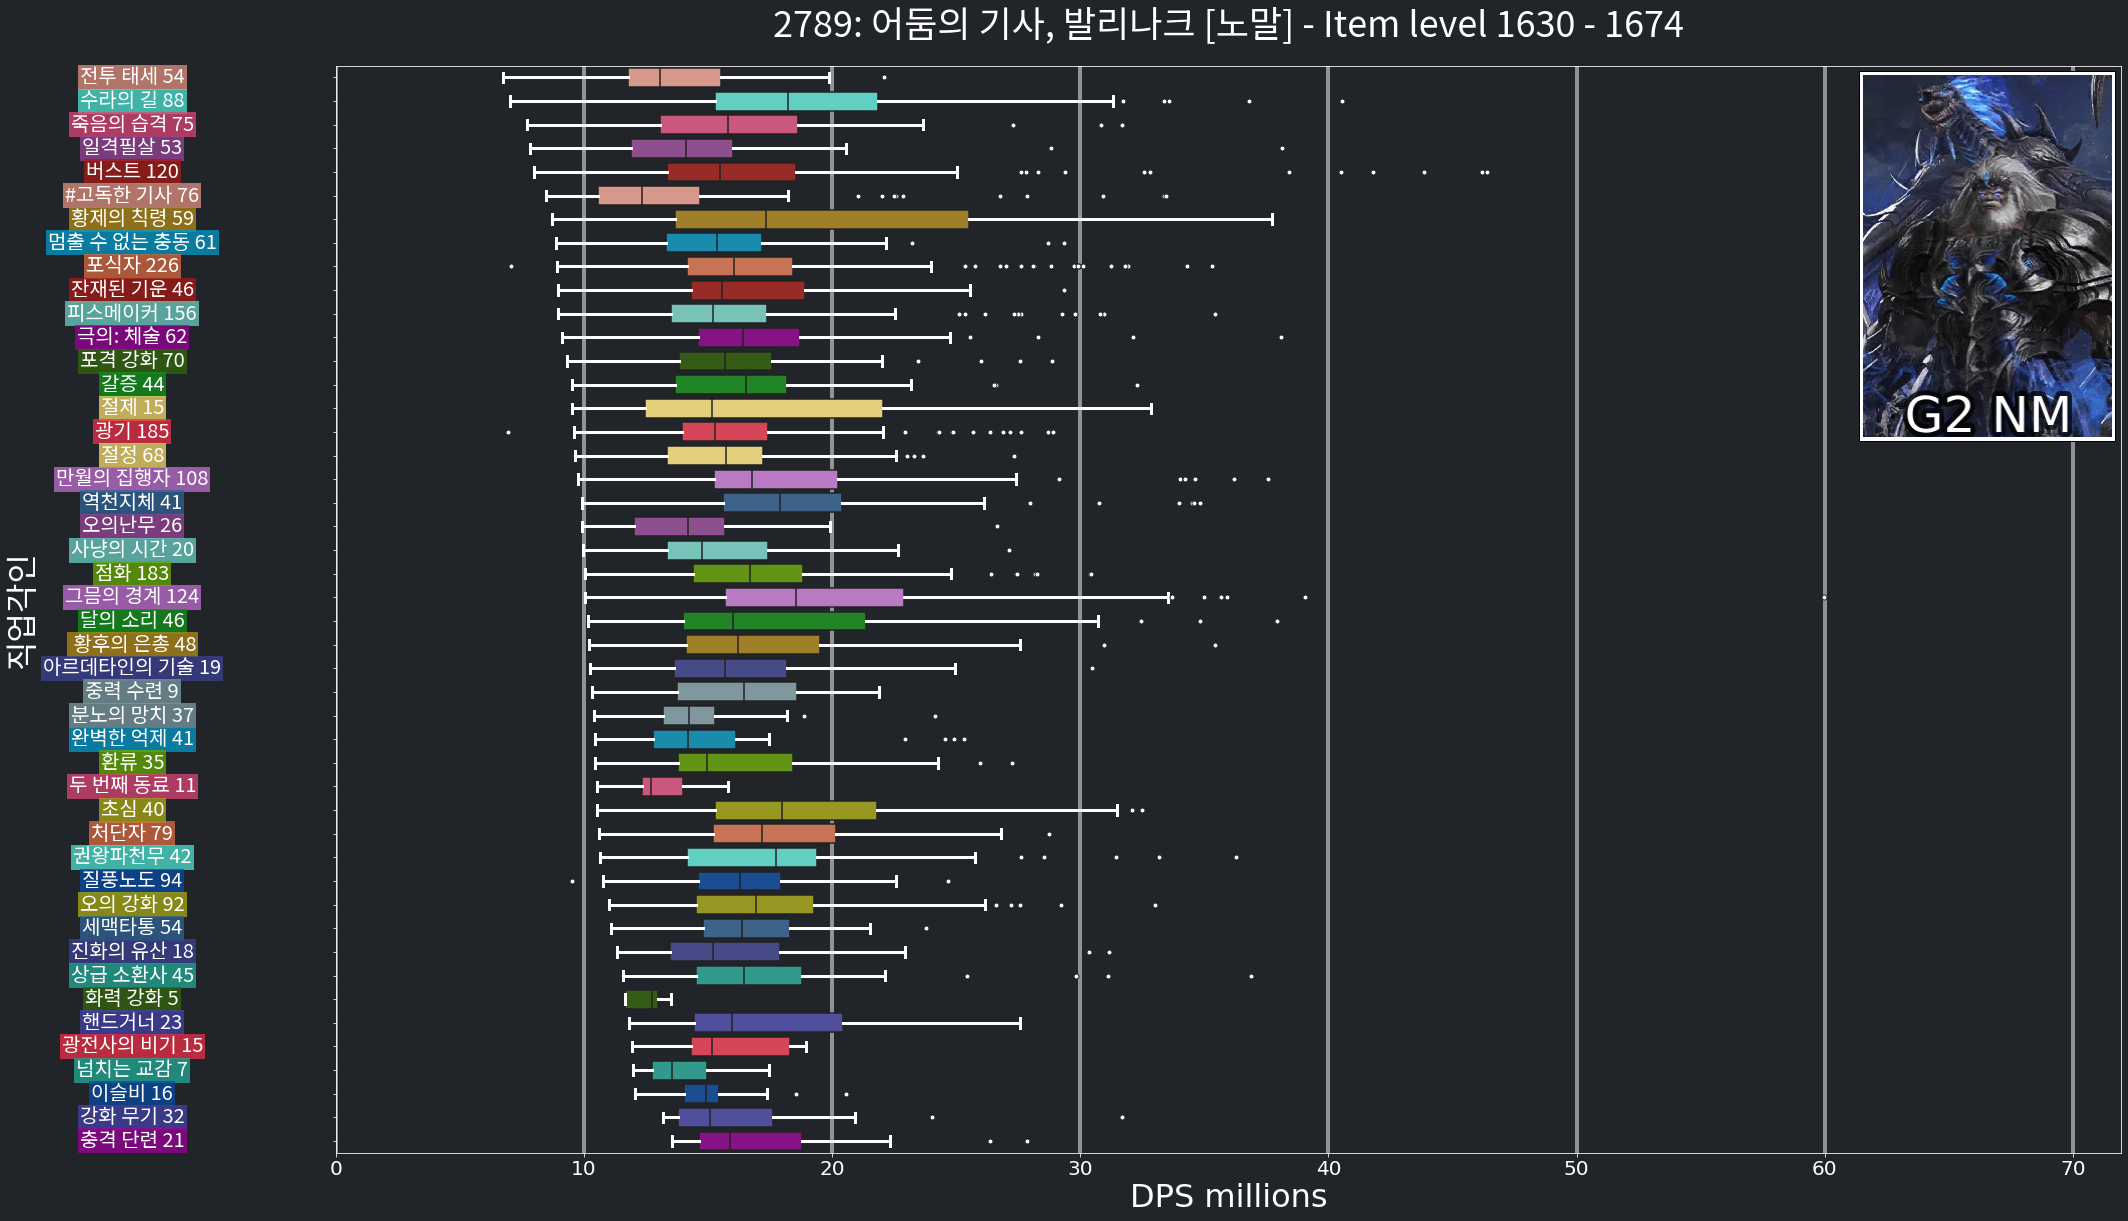 2789: 어둠의 기사, 발리나크 [노말] - Item level 1630 - 1674
전투 태세 54
수라의 길 88
죽음의 습격 75
일격필살 53
버스트 120
#고독한 기사 76
황제의 칙령 59
멈출 수 없는 충동 61
포식자 226
잔재된 기운 46
피스메이커 156
극의: 체술 62
포격 강화 70
갈증 44
절제 15
광기 185
절정 68
만월의 집행자 108
역천지체 41
오의난무 26
사냥의 시간 20
점화 183
그믐의 경계 124
달의 소리 46
황후의 은총 48
아르데타인의 기술 19
중력 수련 9
분노의 망치 37
완벽한 억제 41
환류 35
두 번째 동료 11
초심 40
처단자 79
권왕파천무 42
질풍노도 94
오의 강화 92
세맥타통 54
진화의 유산 18
상급 소환사 45
화력 강화 5
핸드거너 23
광전사의 비기 15
넘치는 교감 7
이슬비 16
강화 무기 32
충격 단련 21
직업각인
G2 NM
0 10 20 30 40 50 60 70
DPS millions